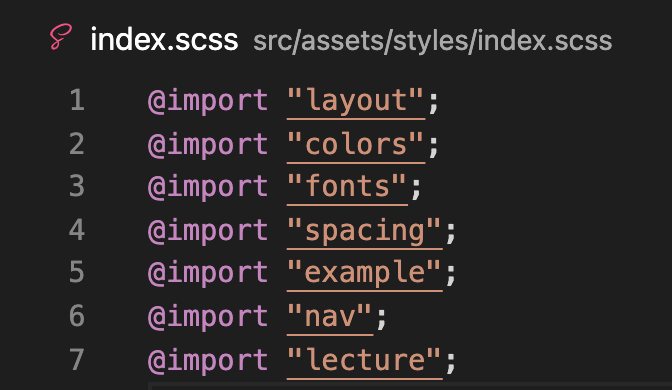 index.scss src/assets/styles/index.scss
1 @import "layout";
2 @import "colors";
3 @import "fonts";
4 @import "spacing";
5 @import "example";
6 @import "nav";
7 @import "lecture";